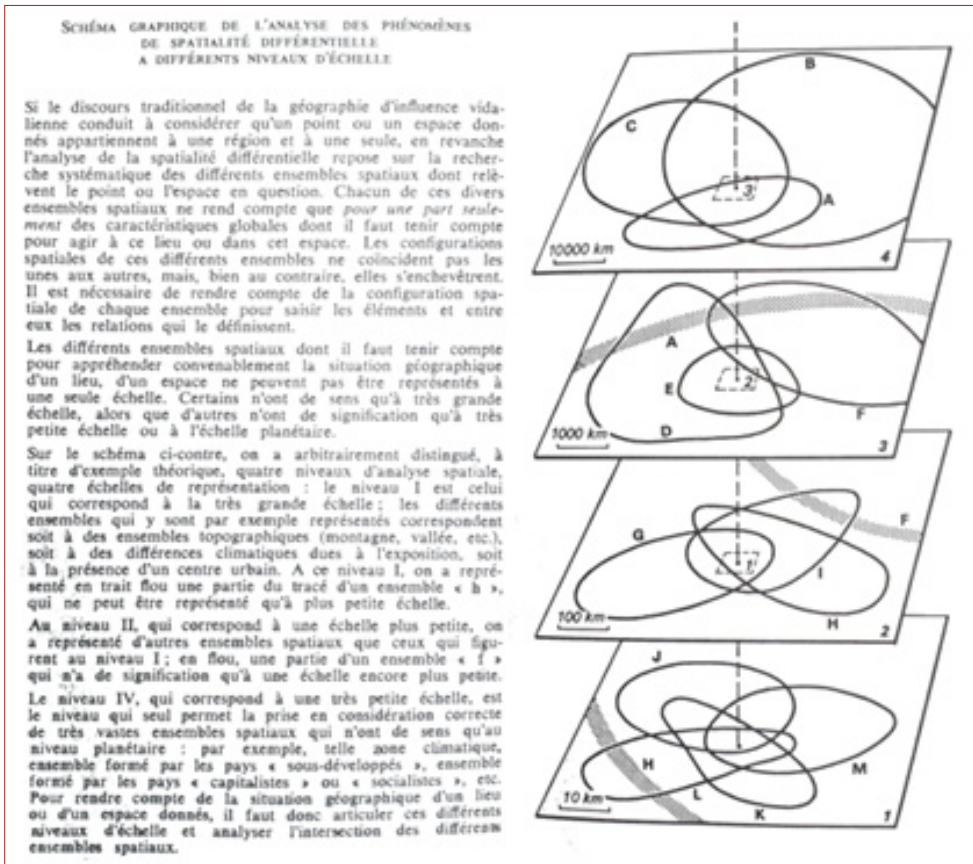 SCHÉMA GRAPHIQUE DE L'ANALYSE DES PHÉNOMÈNES
DE SPATIALITÉ DIFFÉRENTIELLE
A DIFFÉRENTS NIVEAUX D'ÉCHELLE
Si le discours traditionnel de la géographie d'influence vida-
lienne conduit à considérer qu'un point ou un espace don-
nés appartiennent à une région et à une seule, en revanche
l'analyse de la spatialité différentielle repose sur la recher-
che systématique des différents ensembles spatiaux dont relè-
vent le point ou l'espace en question. Chacun de ces divers
ensembles spatiaux ne rend compte que pour une part seule-
ment des caractéristiques globales dont il faut tenir compte
pour agir à ce lieu ou dans cet espace. Les configurations
spatiales de ces différents ensembles ne coïncident pas les
unes aux autres, mais, bien au contraire, elles s'enchevêtrent.
Il est nécessaire de rendre compte de la configuration spa-
tiale de chaque ensemble pour saisir les éléments et entre
eux les relations qui le définissent.
Les différents ensembles spatiaux dont il faut tenir compte
pour appréhender convenablement la situation géographique
d'un lieu, d'un espace ne peuvent pas être représentés à
une seule échelle. Certains n'ont de sens qu'à très grande
échelle, alors que d'autres n'ont de signification qu'à très
petite échelle ou à l'échelle planétaire.
Sur le schéma ci-contre, on a arbitrairement distingué, à
titre d'exemple théorique, quatre niveaux d'analyse spatiale,
quatre échelles de représentation : le niveau I est celui
qui correspond à la très grande échelle ; les différents
ensembles qui y sont par exemple représentés correspondent
soit à des ensembles topographiques (montagne, vallée, etc.),
soit à des différences climatiques dues à l'exposition, soit
à la présence d'un centre urbain. A ce niveau I, on a repré-
senté en trait flou une partie du tracé d'un ensemble « h »,
qui ne peut être représenté qu'à plus petite échelle.
Au niveau II, qui correspond à une échelle plus petite, on
a représenté d'autres ensembles spatiaux que ceux qui figu-
rent au niveau I ; en flou, une partie d'un ensemble « f »
qui n'a de signification qu'à une échelle encore plus petite.
Le niveau IV, qui correspond à une très petite échelle, est
le niveau qui seul permet la prise en considération correcte
de très vastes ensembles spatiaux qui n'ont de sens qu'au
niveau planétaire : par exemple, telle zone climatique,
ensemble formé par les pays « sous-développés », ensemble
formé par les pays « capitalistes » ou « socialistes », etc.
Pour rendre compte de la situation géographique d'un lieu
ou d'un espace donnés, il faut donc articuler ces différents
niveaux d'échelle et analyser l'intersection des différents
ensembles spatiaux.
B
C
3
A
10000 km
4
A
E
2
D
F
1000 km
3
F
G
1
I
H
100 km
2
J
H
M
L
K
10 km
1